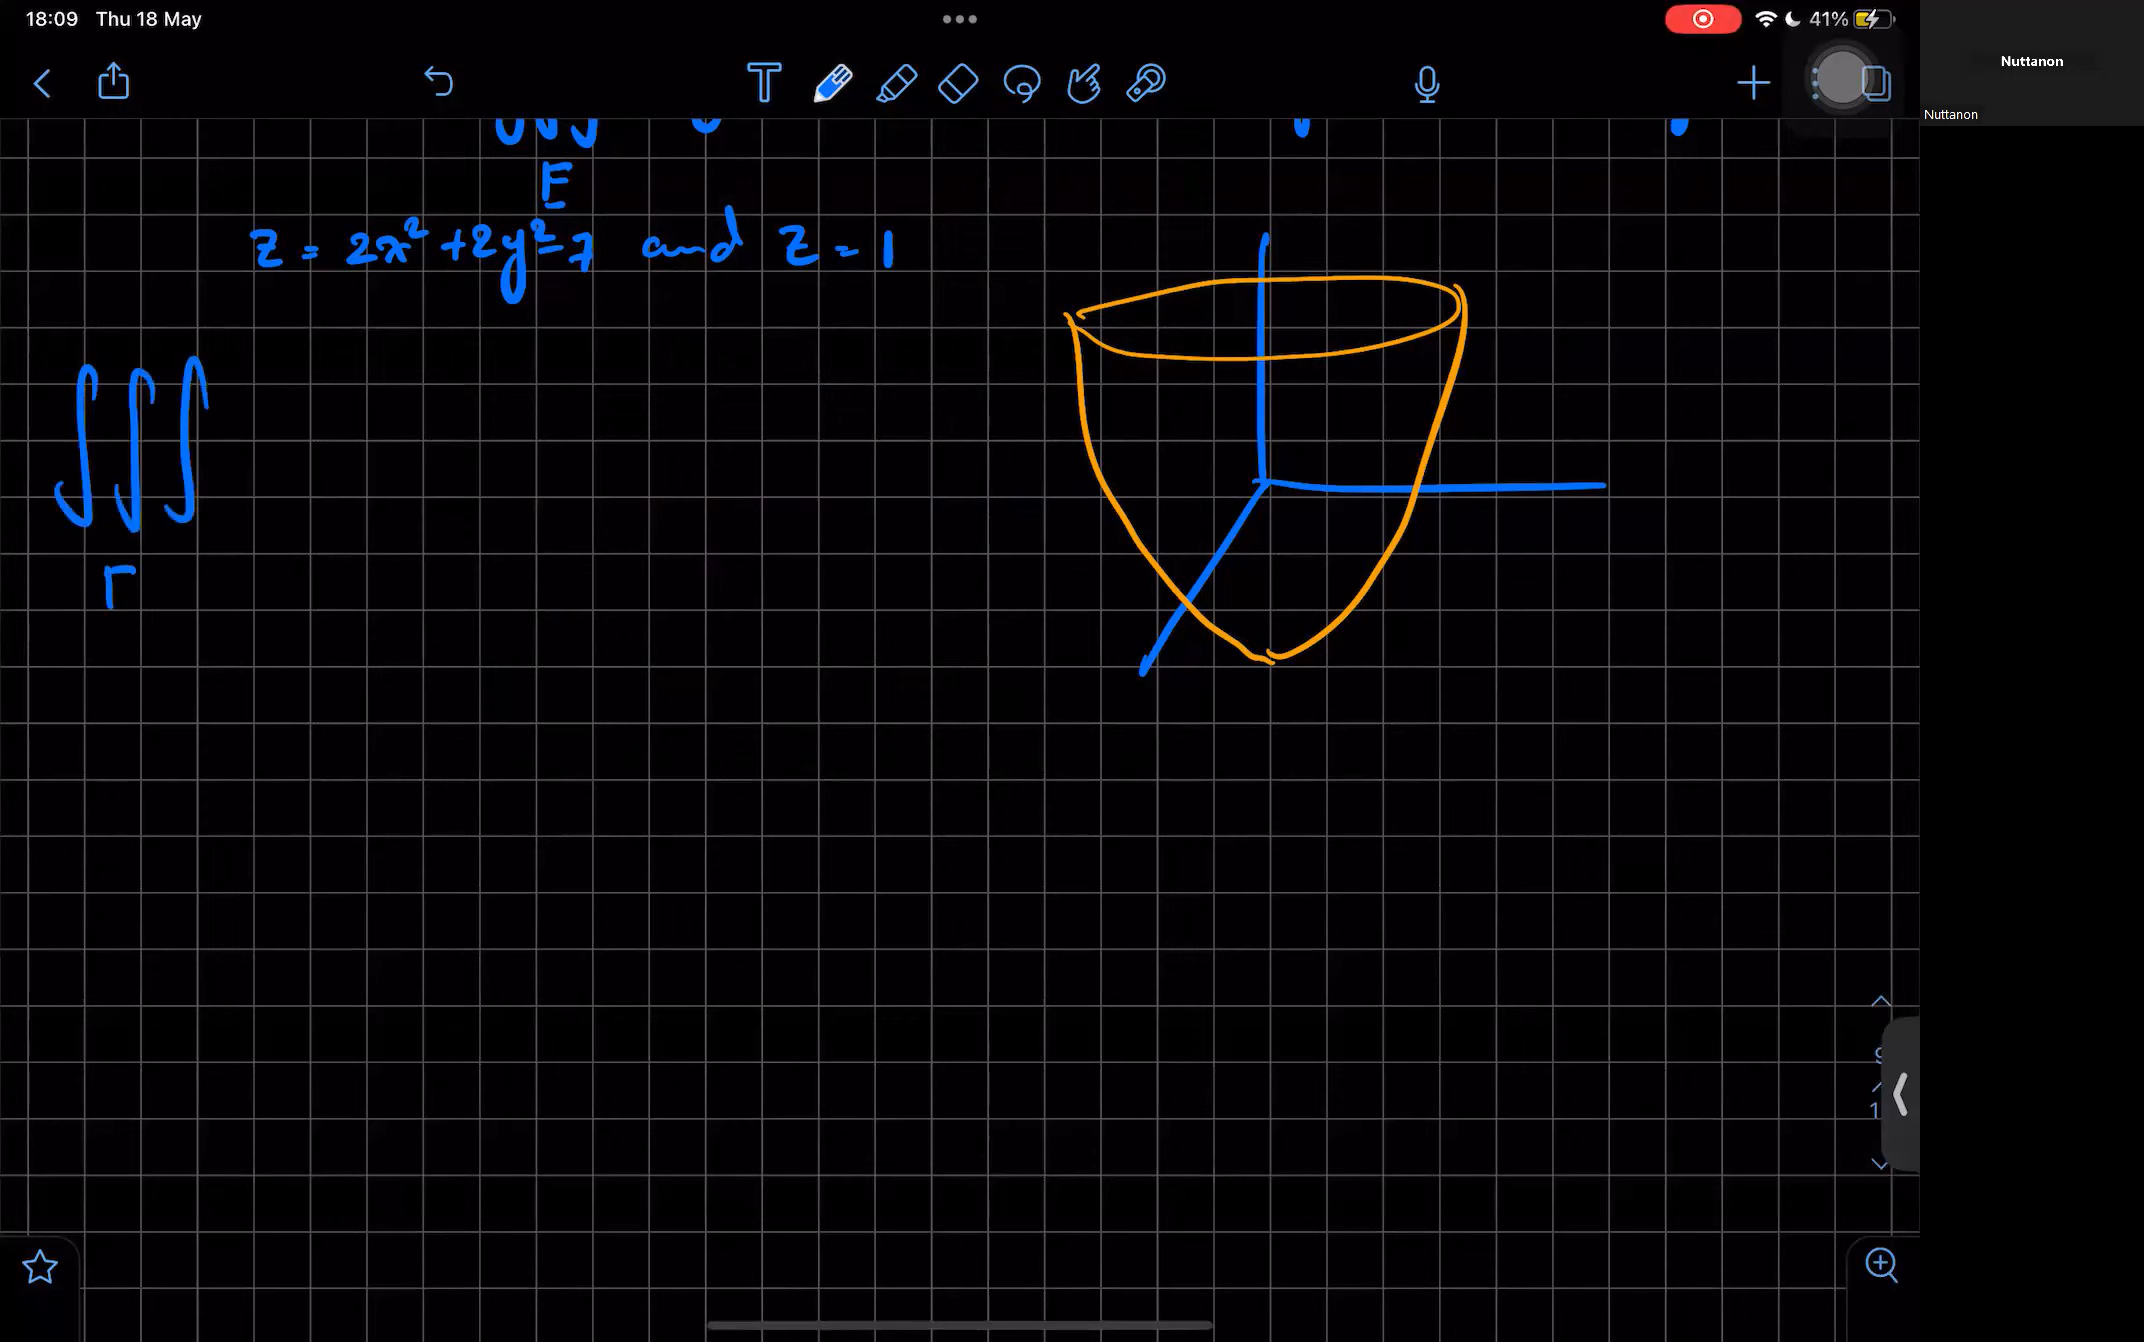 18:09 Thu 18 May
41%
Nuttanon
Nuttanon
E
z = 2x² + 2y² - 7 and z = 1
∫∫∫